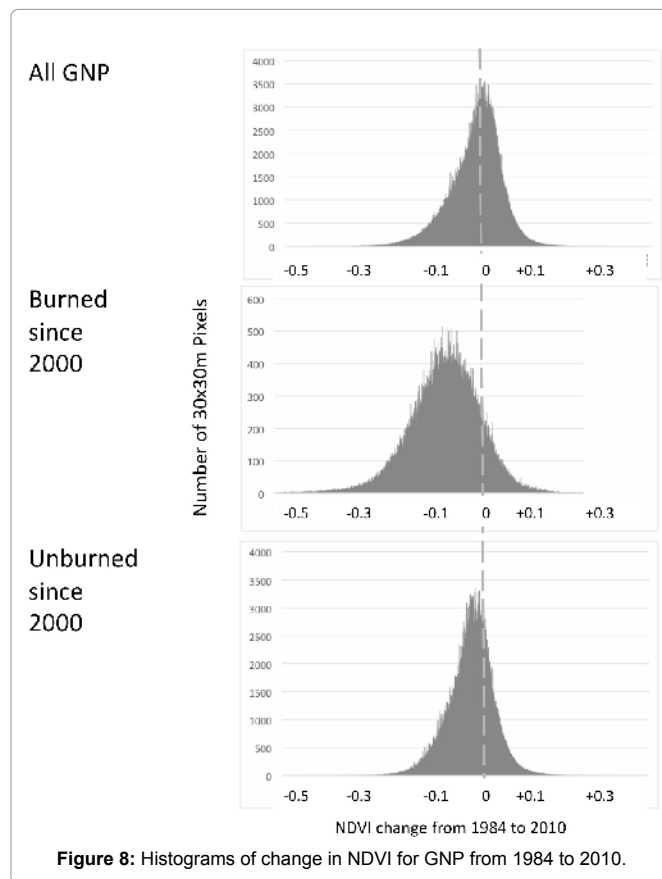 All GNP
4000
3500
3000
2500
2000
1500
1000
500
0
-0.5 -0.3 -0.1 0 +0.1 +0.3
Burned
since
2000
Number of 30x30m Pixels
600
500
400
300
200
100
0
-0.5 -0.3 -0.1 0 +0.1 +0.3
Unburned
since
2000
4000
3500
3000
2500
2000
1500
1000
500
0
-0.5 -0.3 -0.1 0 +0.1 +0.3
NDVI change from 1984 to 2010
Figure 8: Histograms of change in NDVI for GNP from 1984 to 2010.